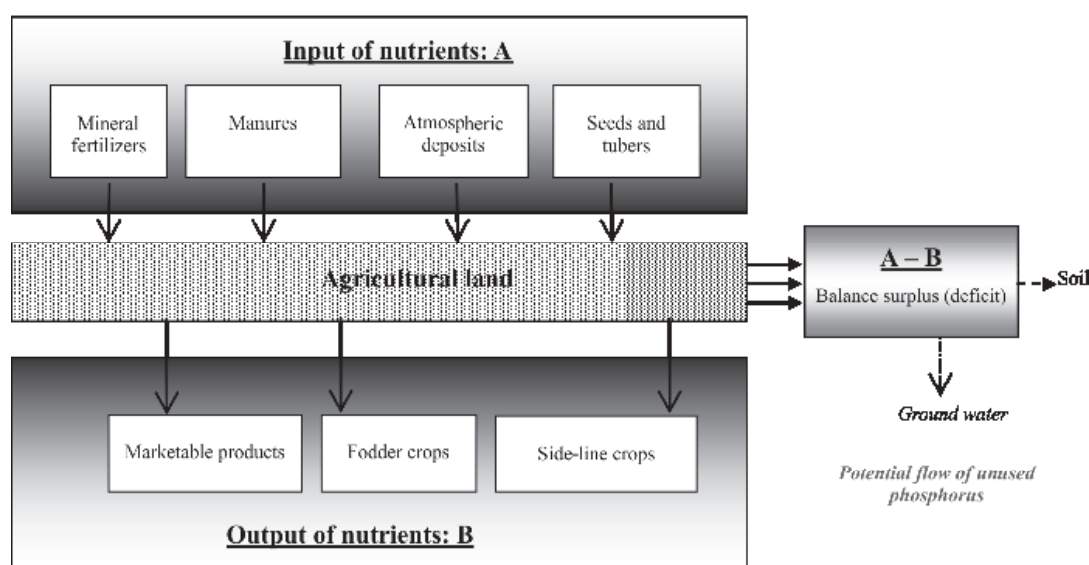 Input of nutrients: A
Mineral
fertilizers
Manures
Atmospheric
deposits
Seeds and
tubers
Agricultural land
A – B
Balance surplus (deficit)
Soil
Ground water
Potential flow of unused
phosphorus
Marketable products
Fodder crops
Side-line crops
Output of nutrients: B